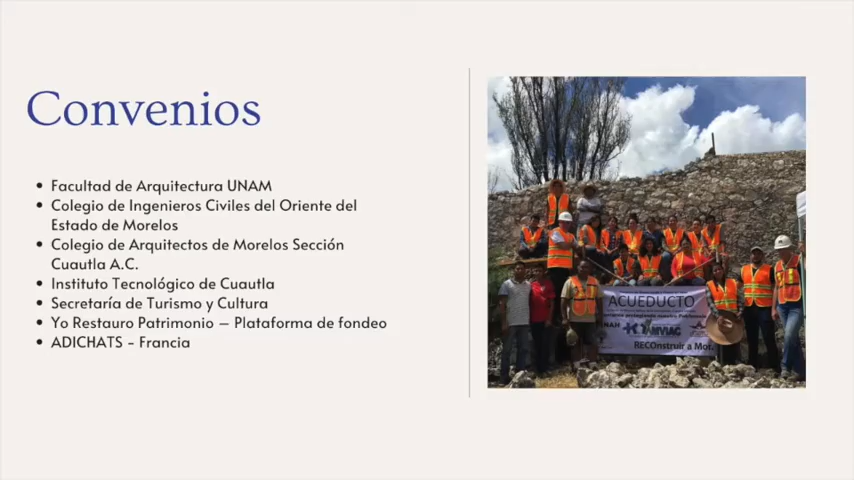 Convenios
• Facultad de Arquitectura UNAM
• Colegio de Ingenieros Civiles del Oriente del
Estado de Morelos
• Colegio de Arquitectos de Morelos Sección
Cuautla A.C.
• Instituto Tecnológico de Cuautla
• Secretaría de Turismo y Cultura
• Yo Restauro Patrimonio – Plataforma de fondeo
• ADICHATS - Francia
ACUEDUCTO
RECOnstruir a Mor.